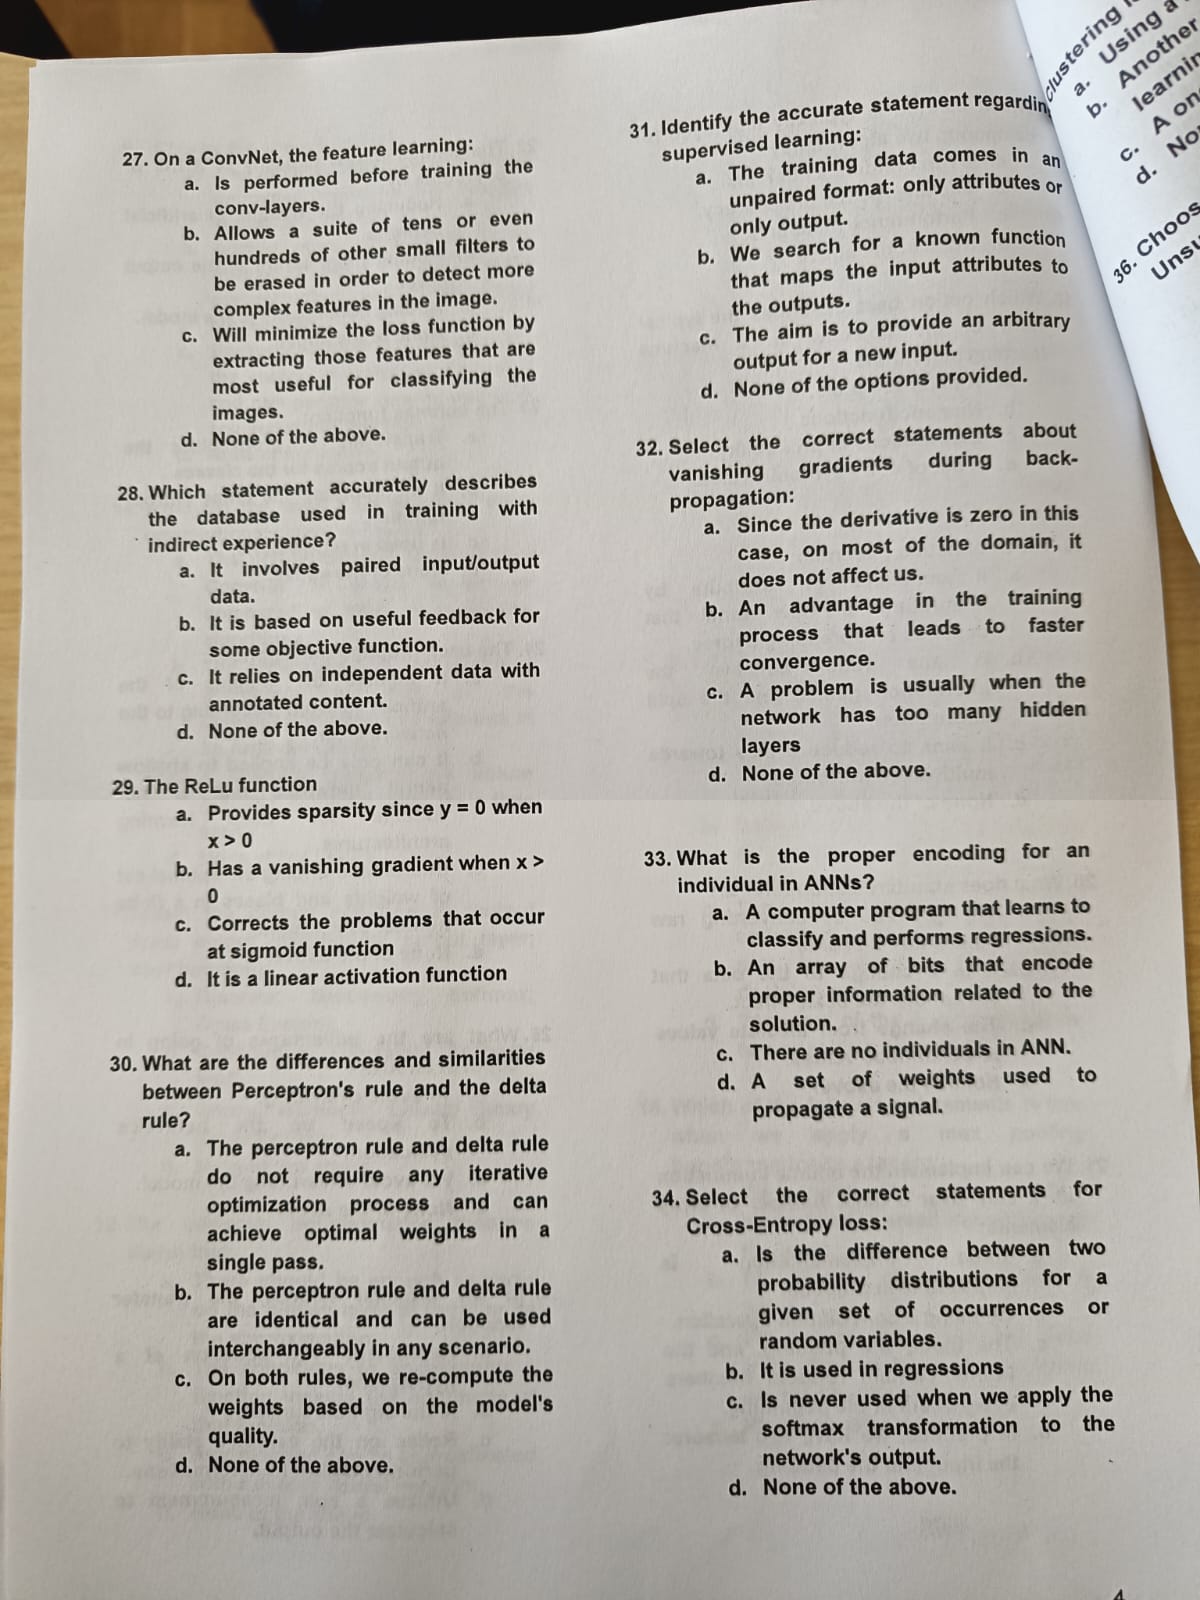 27. On a ConvNet, the feature learning:
a. Is performed before training the
conv-layers.
b. Allows a suite of tens or even
hundreds of other small filters to
be erased in order to detect more
complex features in the image.
c. Will minimize the loss function by
extracting those features that are
most useful for classifying the
images.
d. None of the above.
28. Which statement accurately describes
the database used in training with
indirect experience?
a. It involves paired input/output
data.
b. It is based on useful feedback for
some objective function.
c. It relies on independent data with
annotated content.
d. None of the above.
29. The ReLu function
a. Provides sparsity since y = 0 when
x > 0
b. Has a vanishing gradient when x >
0
c. Corrects the problems that occur
at sigmoid function
d. It is a linear activation function
30. What are the differences and similarities
between Perceptron's rule and the delta
rule?
a. The perceptron rule and delta rule
do not require any iterative
optimization process and can
achieve optimal weights in a
single pass.
b. The perceptron rule and delta rule
are identical and can be used
interchangeably in any scenario.
c. On both rules, we re-compute the
weights based on the model's
quality.
d. None of the above.
31. Identify the accurate statement regardin
supervised learning:
a. The training data comes in an
unpaired format: only attributes or
only output.
b. We search for a known function
that maps the input attributes to
the outputs.
c. The aim is to provide an arbitrary
output for a new input.
d. None of the options provided.
32. Select the correct statements about
vanishing gradients during back-
propagation:
a. Since the derivative is zero in this
case, on most of the domain, it
does not affect us.
b. An advantage in the training
process that leads to faster
convergence.
c. A problem is usually when the
network has too many hidden
layers
d. None of the above.
33. What is the proper encoding for an
individual in ANNs?
a. A computer program that learns to
classify and performs regressions.
b. An array of bits that encode
proper information related to the
solution.
c. There are no individuals in ANN.
d. A set of weights used to
propagate a signal.
34. Select the correct statements for
Cross-Entropy loss:
a. Is the difference between two
probability distributions for a
given set of occurrences or
random variables.
b. It is used in regressions
c. Is never used when we apply the
softmax transformation to the
network's output.
d. None of the above.
clustering
a. Using a
b. Another
learnin
c. A on
d. No
36. Choos
Unsu